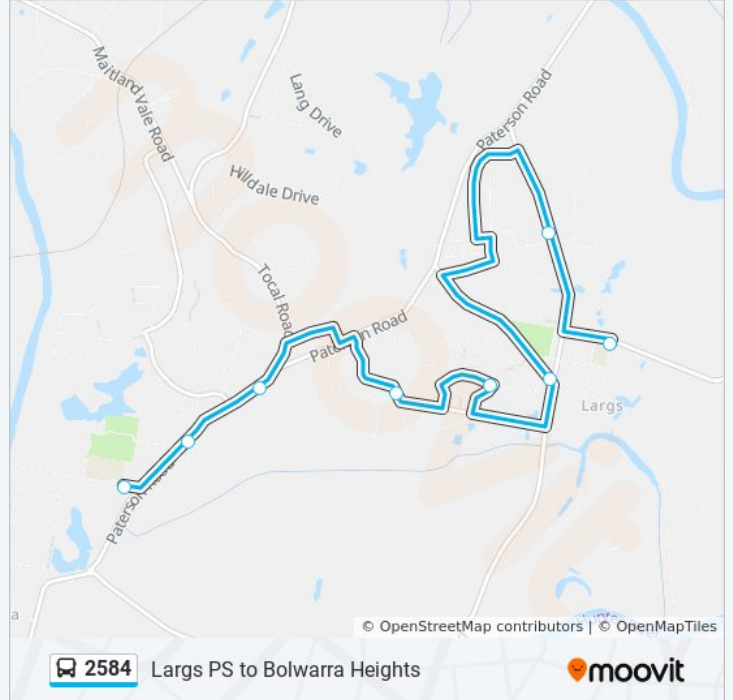 Maitland Vale Road
Lang Drive
Paterson Road
Hilldale Drive
Tocal Road
Paterson Road
Largs
Paterson Road
a
© OpenStreetMap contributors | © OpenMapTiles
2584 Largs PS to Bolwarra Heights
moovit